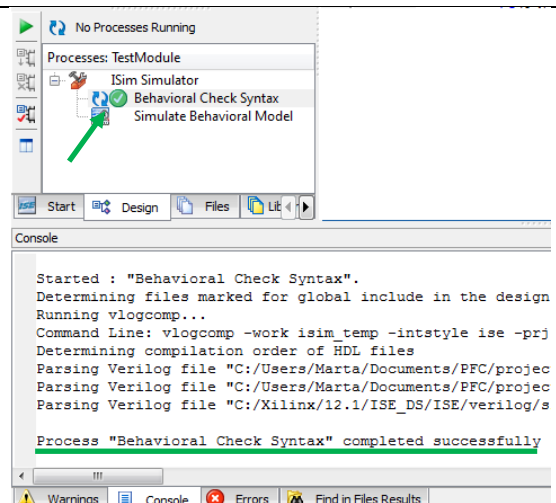 No Processes Running
Processes: TestModule
ISim Simulator
Behavioral Check Syntax
Simulate Behavioral Model
ISE Start Design Files
Console
Started : "Behavioral Check Syntax".
Determining files marked for global include in the design
Running vlogcomp...
Command Line: vlogcomp -work isim_temp -intstyle ise -prj
Determining compilation order of HDL files
Parsing Verilog file "C:/Users/Marta/Documents/PFC/projec
Parsing Verilog file "C:/Users/Marta/Documents/PFC/projec
Parsing Verilog file "C:/Xilinx/12.1/ISE_DS/ISE/verilog/s
Process "Behavioral Check Syntax" completed successfully
Warnings Console Errors Find in Files Results